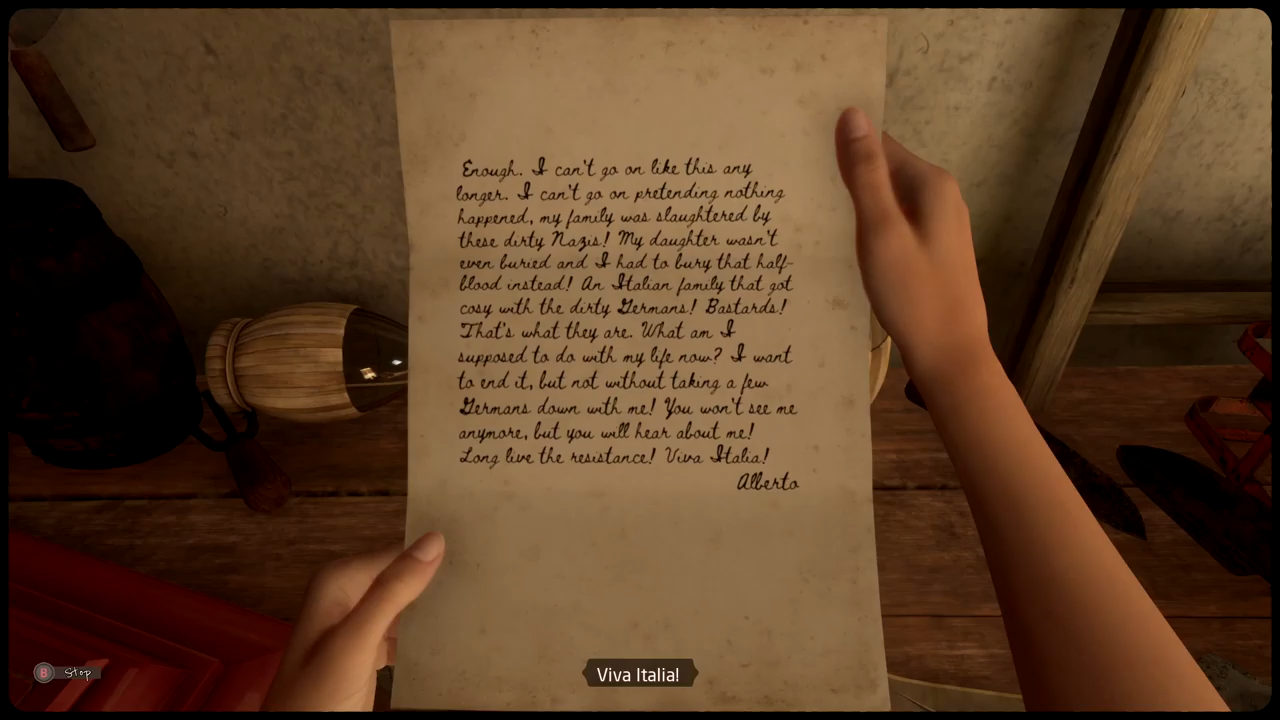 Enough. I can't go on like this any
longer. I can't go on pretending nothing
happened, my family was slaughtered by
these dirty Nazis! My daughter wasn't
even buried and I had to bury that half-
blood instead! An Italian family that got
cosy with the dirty Germans! Bastards!
That's what they are. What am I
supposed to do with my life now? I want
to end it, but not without taking a few
Germans down with me! You won't see me
anymore, but you will hear about me!
Long live the resistance! Viva Italia!
Alberto
B Stop
Viva Italia!